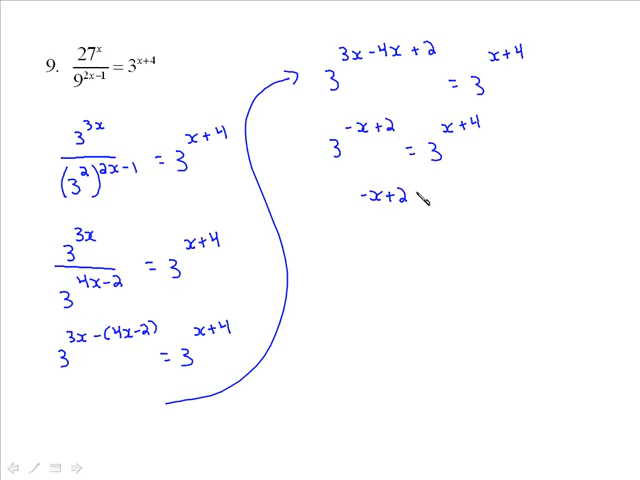 9. 27^x / 9^(2x−1) = 3^(x+4)
3^(3x) / (3^2)^(2x−1) = 3^(x+4)
3^(3x) / 3^(4x−2) = 3^(x+4)
3^(3x−(4x−2)) = 3^(x+4)
3^(3x−4x+2) = 3^(x+4)
3^(−x+2) = 3^(x+4)
−x+2